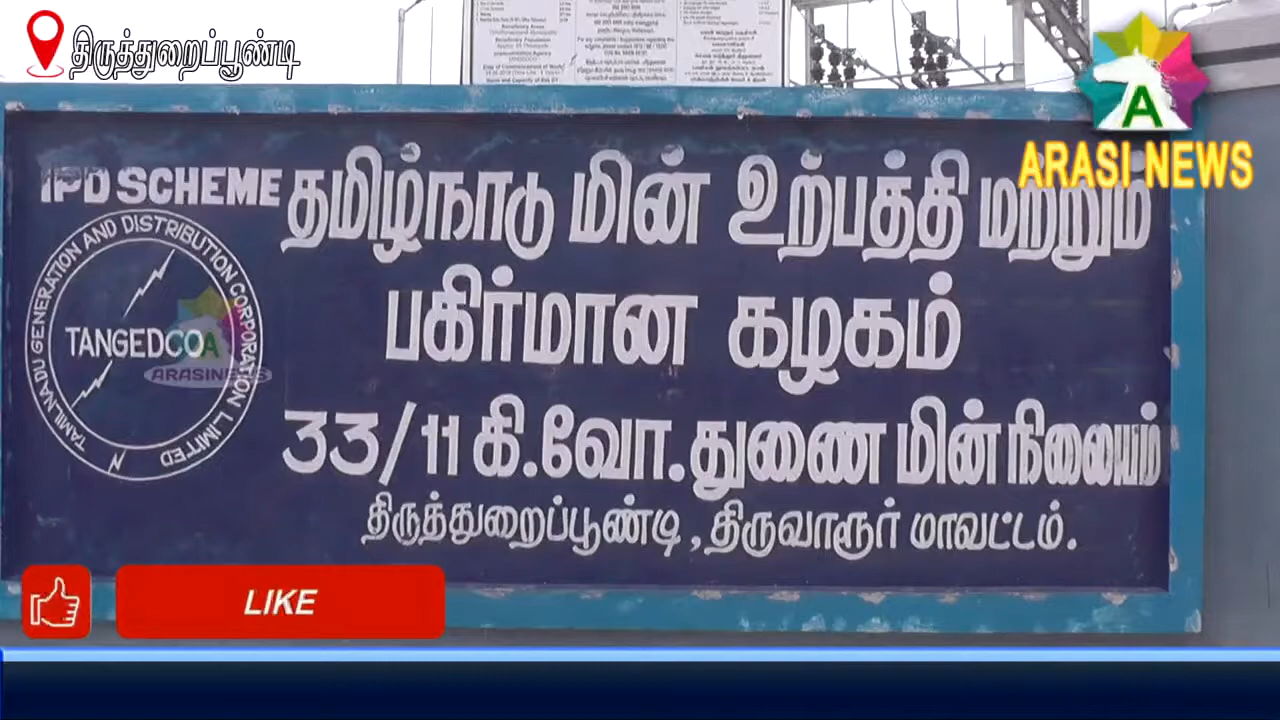 திருத்துறைப்பூண்டி
ARASI NEWS
IPD SCHEME
தமிழ்நாடு மின் உற்பத்தி மற்றும்
பகிர்மான கழகம்
33/11 கி.வோ.துணை மின் நிலையம்
திருத்துறைப்பூண்டி, திருவாரூர் மாவட்டம்.
TAMILNADU GENERATION AND DISTRIBUTION CORPORATION LIMITED
TANGEDCO
A
ARASINEWS
LIKE